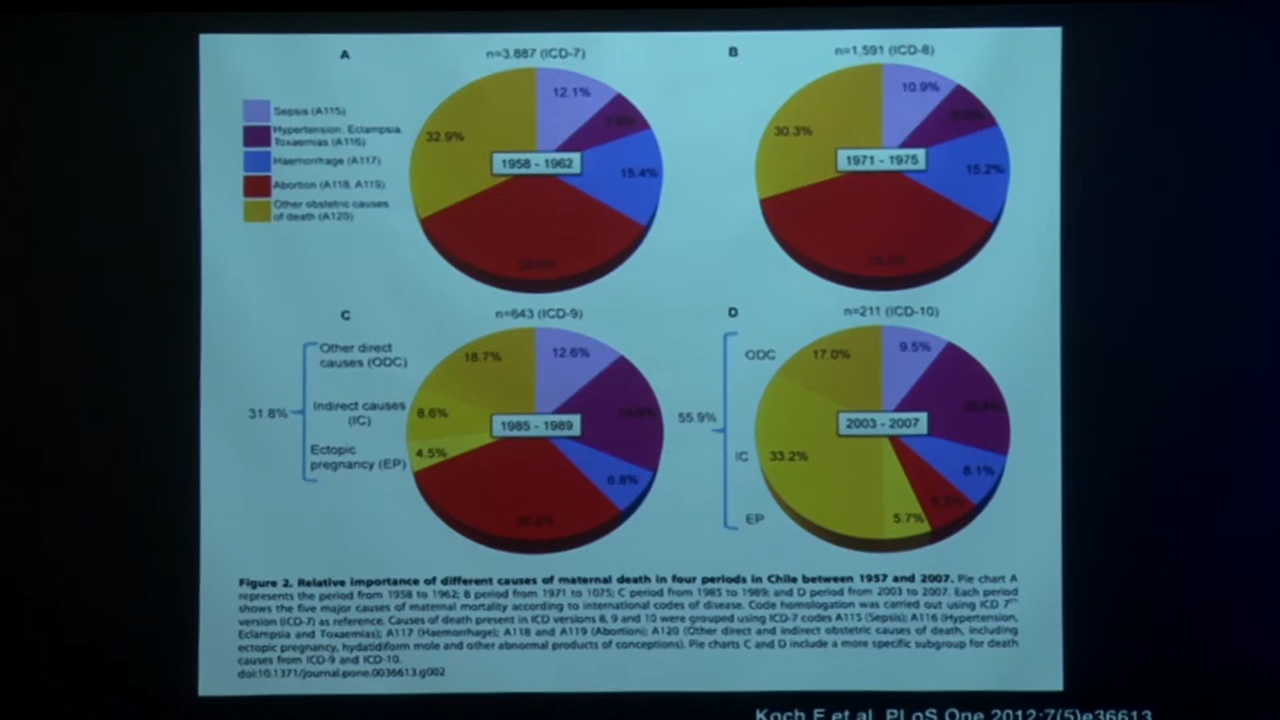 A
n=3,887 (ICD-7)
B
n=1,591 (ICD-8)
Sepsis (A115)
Hypertension, Eclampsia,
Toxaemias (A116)
Haemorrhage (A117)
Abortion (A118, A119)
Other obstetric causes
of death (A120)
12.1%
32.9%
1958 - 1962
15.4%
10.9%
30.3%
1971 - 1975
15.2%
C
n=643 (ICD-9)
D
n=211 (ICD-10)
Other direct
causes (ODC)
Indirect causes
(IC)
Ectopic
pregnancy (EP)
31.8%
18.7%
12.6%
8.6%
1985 - 1989
4.5%
6.8%
55.9%
ODC
IC
EP
17.0%
9.5%
2003 - 2007
33.2%
8.1%
5.7%
Figure 2. Relative importance of different causes of maternal death in four periods in Chile between 1957 and 2007. Pie chart A
represents the period from 1958 to 1962; B period from 1971 to 1075; C period from 1985 to 1989; and D period from 2003 to 2007. Each period
shows the five major causes of maternal mortality according to international codes of disease. Code homologation was carried out using ICD 7th
version (ICD-7) as reference. Causes of death present in ICD versions 8, 9 and 10 were grouped using ICD-7 codes A115 (Sepsis); A116 (Hypertension,
Eclampsia and Toxaemias); A117 (Haemorrhage); A118 and A119 (Abortion); A120 (Other direct and indirect obstetric causes of death, including
ectopic pregnancy, hydatidiform mole and other abnormal products of conceptions). Pie charts C and D include a more specific subgroup for death
causes from ICD-9 and ICD-10.
doi:10.1371/journal.pone.0036613.g002
Koch E et al. PLoS One 2012;7(5)e36613